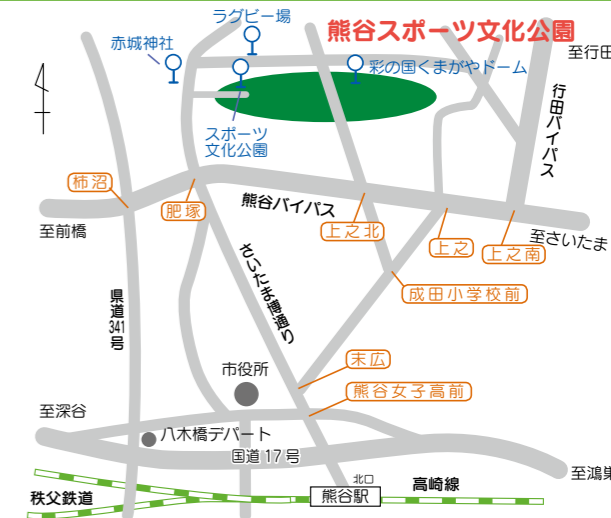 ラグビー場
熊谷スポーツ文化公園
赤城神社
至行田
彩の国くまがやドーム
行田バイパス
スポーツ
文化公園
柿沼
肥塚
熊谷バイパス
上之北
上之
上之南
至さいたま
至前橋
さいたま博通り
成田小学校前
県道
341
号
末広
市役所
熊谷女子高前
至深谷
八木橋デパート
国道17号
至鴻巣
北口
秩父鉄道
熊谷駅
高崎線